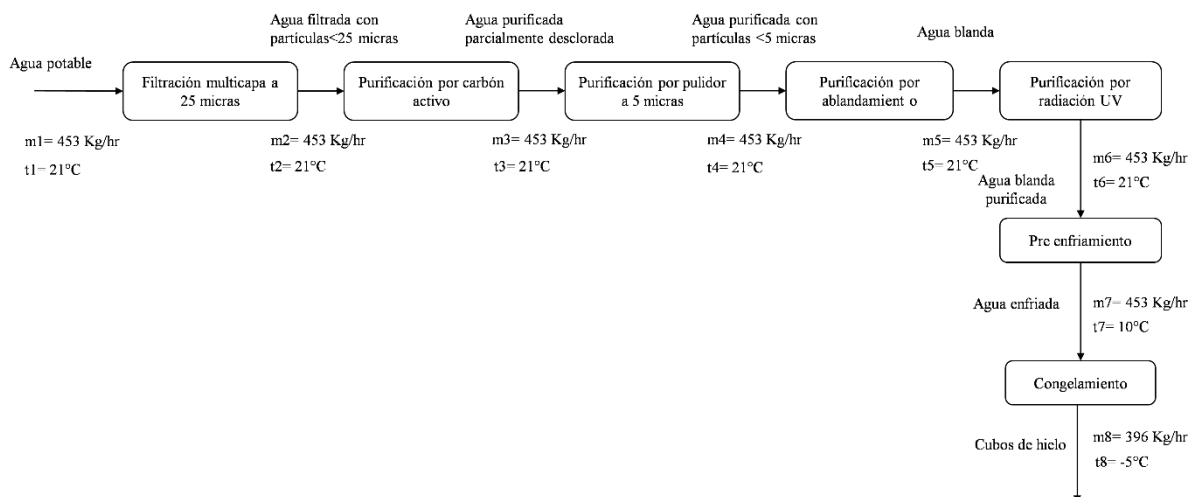 Agua potable
m1= 453 Kg/hr
t1= 21°C
Filtración multicapa a
25 micras
Agua filtrada con
partículas<25 micras
m2= 453 Kg/hr
t2= 21°C
Purificación por carbón
activo
Agua purificada
parcialmente desclorada
m3= 453 Kg/hr
t3= 21°C
Purificación por pulidor
a 5 micras
Agua purificada con
partículas <5 micras
m4= 453 Kg/hr
t4= 21°C
Purificación por
ablandamient o
Agua blanda
m5= 453 Kg/hr
t5= 21°C
Purificación por
radiación UV
m6= 453 Kg/hr
t6= 21°C
Agua blanda
purificada
Pre enfriamiento
Agua enfriada
m7= 453 Kg/hr
t7= 10°C
Congelamiento
Cubos de hielo
m8= 396 Kg/hr
t8= -5°C